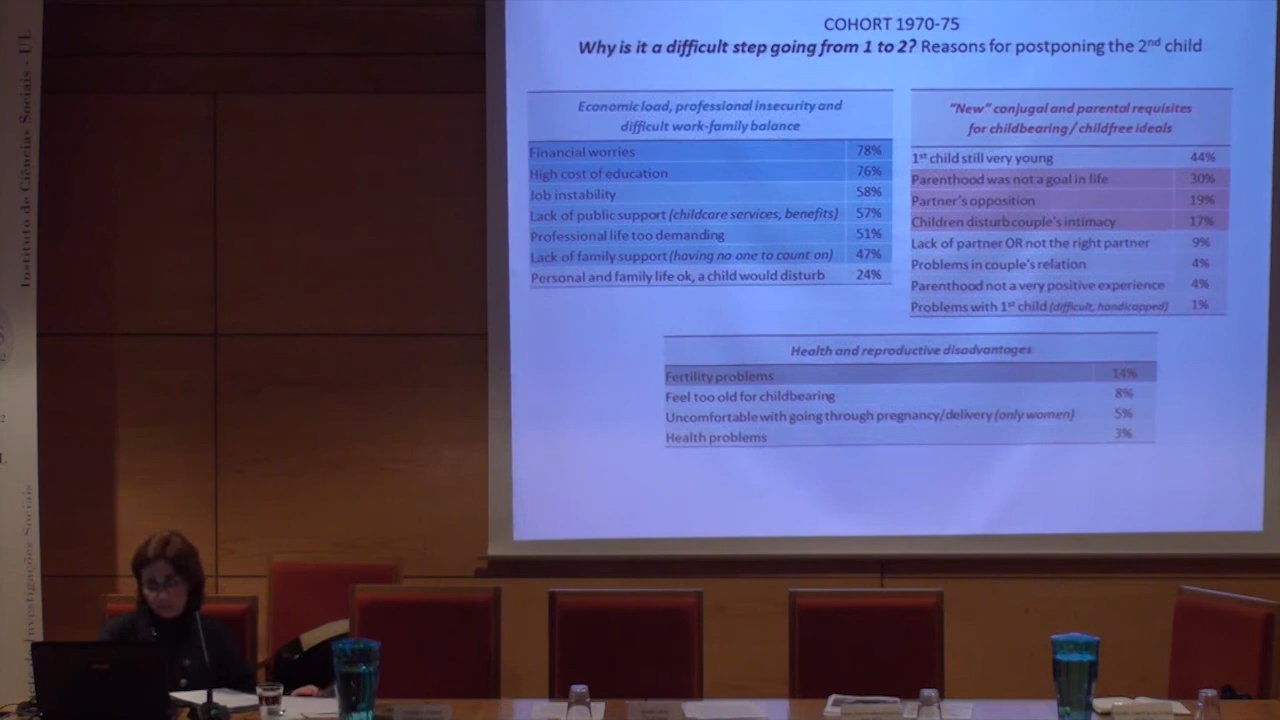 COHORT 1970-75
Why is it a difficult step going from 1 to 2? Reasons for postponing the 2nd child
Economic load, professional insecurity and
difficult work-family balance
Financial worries 78%
High cost of education 76%
Job instability 58%
Lack of public support (childcare services, benefits) 57%
Professional life too demanding 51%
Lack of family support (having no one to count on) 47%
Personal and family life ok, a child would disturb 24%
"New" conjugal and parental requisites
for childbearing / childfree ideals
1st child still very young 44%
Parenthood was not a goal in life 30%
Partner's opposition 19%
Children disturb couple's intimacy 17%
Lack of partner OR not the right partner 9%
Problems in couple's relation 4%
Parenthood not a very positive experience 4%
Problems with 1st child (difficult, handicapped) 1%
Health and reproductive disadvantages
Fertility problems 14%
Feel too old for childbearing 8%
Uncomfortable with going through pregnancy/delivery (only women) 5%
Health problems 3%
Instituto de Ciências Sociais - UL
de Investigações Sociais